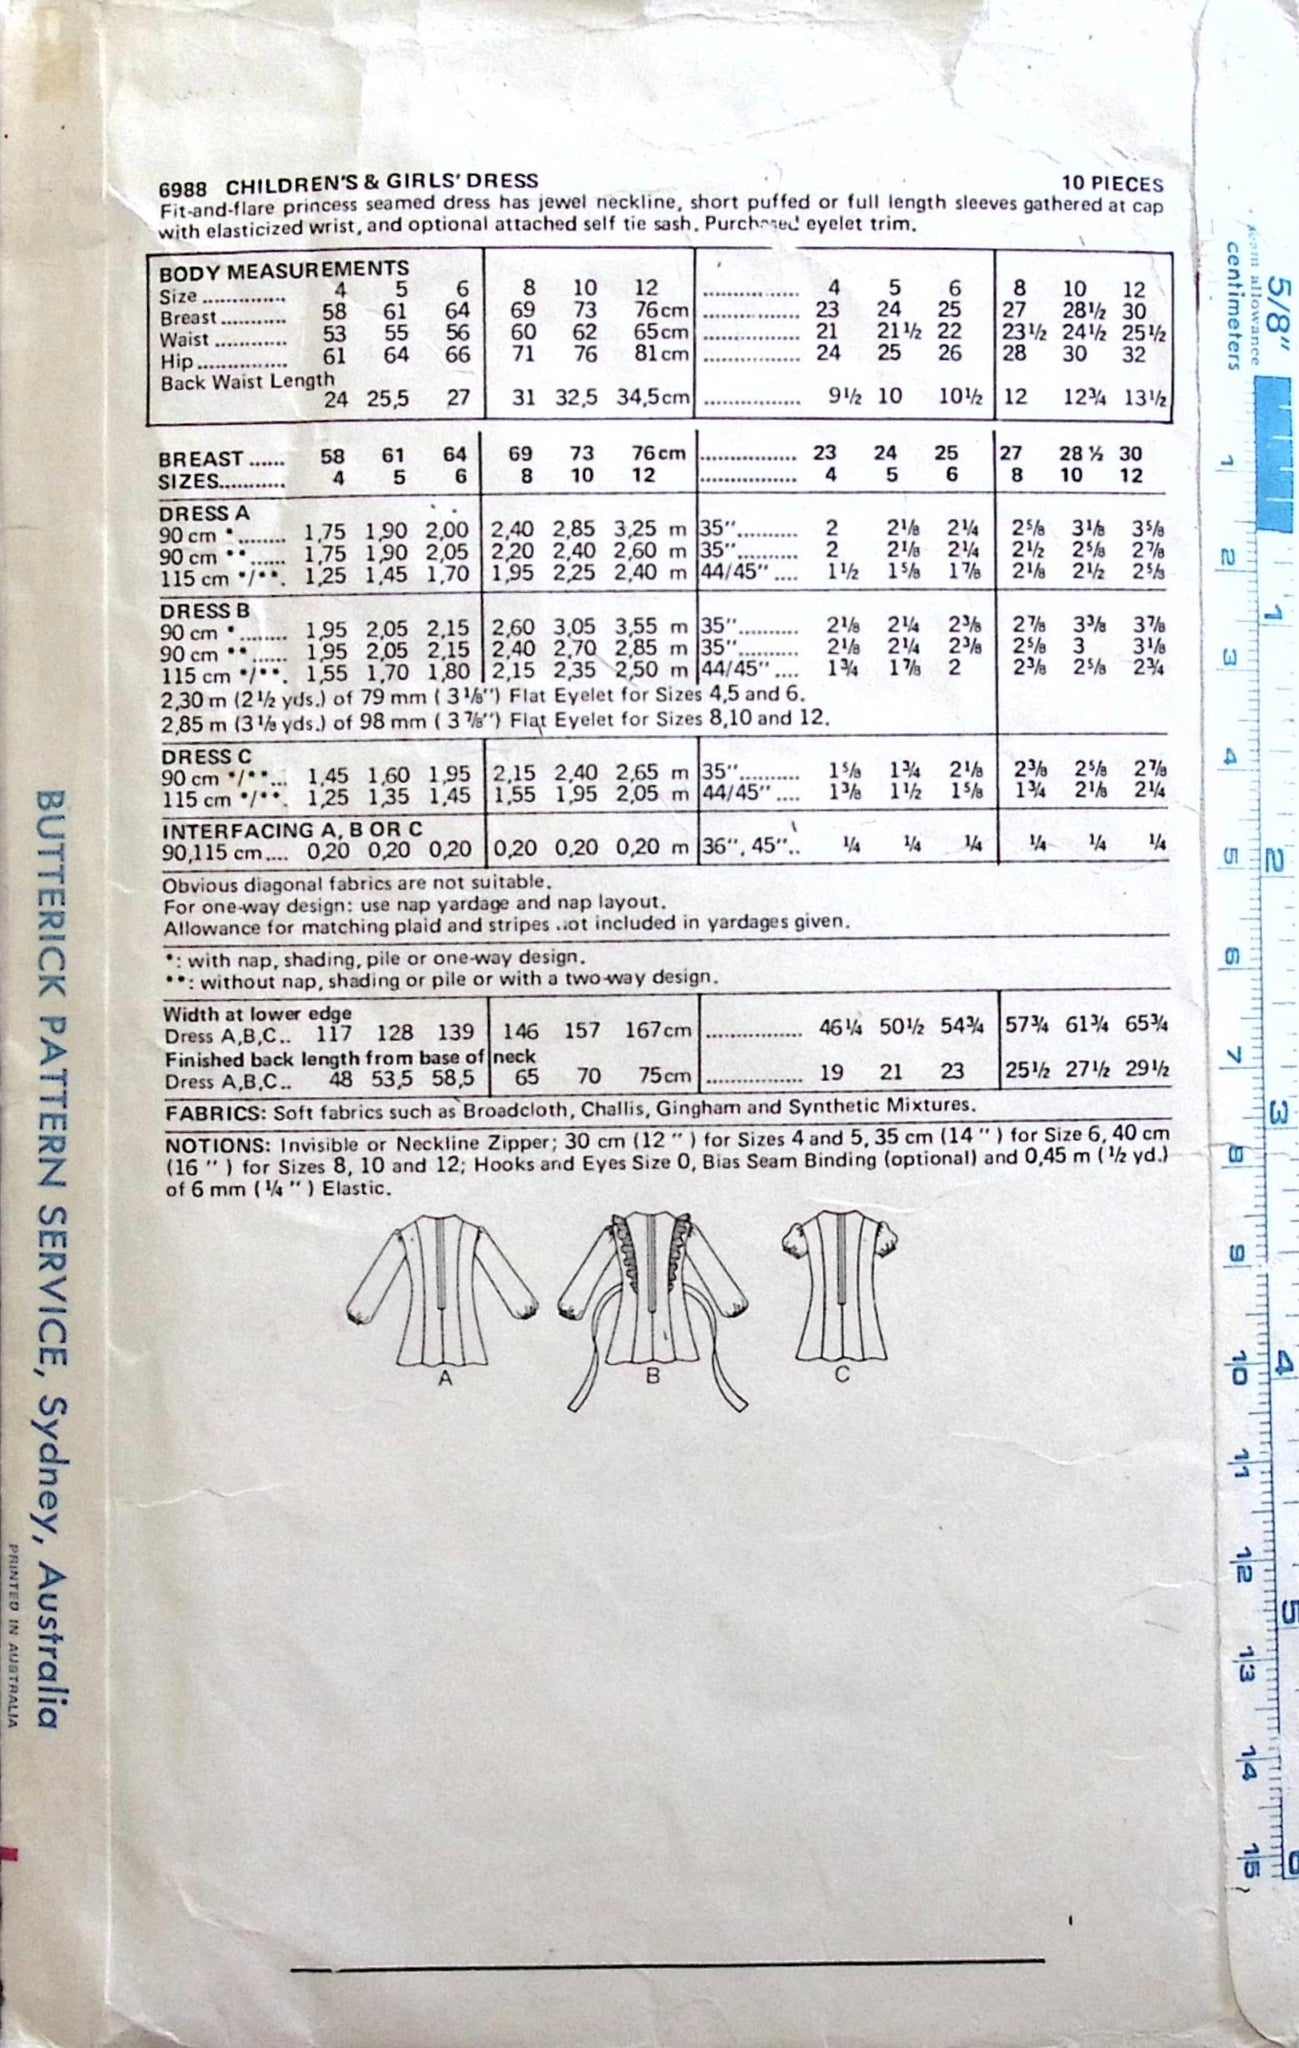 6988 CHILDREN'S & GIRLS' DRESS 10 PIECES
Fit-and-flare princess seamed dress has jewel neckline, short puffed or full length sleeves gathered at cap
with elasticized wrist, and optional attached self tie sash. Purchased eyelet trim.
BODY MEASUREMENTS
Size .............. 4 5 6 8 10 12 ................ 4 5 6 8 10 12
Breast ........... 58 61 64 69 73 76cm ................ 23 24 25 27 28½ 30
Waist ............ 53 55 56 60 62 65cm ................ 21 21½ 22 23½ 24½ 25½
Hip ............... 61 64 66 71 76 81cm ................ 24 25 26 28 30 32
Back Waist Length
24 25,5 27 31 32,5 34,5cm ................ 9½ 10 10½ 12 12¾ 13½
BREAST ...... 58 61 64 69 73 76cm ................ 23 24 25 27 28 ½ 30
SIZES........... 4 5 6 8 10 12 ................ 4 5 6 8 10 12
DRESS A
90 cm *........ 1,75 1,90 2,00 2,40 2,85 3,25 m 35".......... 2 2⅛ 2¼ 2⅝ 3⅛ 3⅝
90 cm ** ...... 1,75 1,90 2,05 2,20 2,40 2,60 m 35".......... 2 2⅛ 2¼ 2½ 2⅝ 2⅞
115 cm */**. 1,25 1,45 1,70 1,95 2,25 2,40 m 44/45".... 1½ 1⅝ 1⅞ 2⅛ 2½ 2⅝
DRESS B
90 cm *........ 1,95 2,05 2,15 2,60 3,05 3,55 m 35".......... 2⅛ 2¼ 2⅜ 2⅞ 3⅜ 3⅞
90 cm ** ...... 1,95 2,05 2,15 2,40 2,70 2,85 m 35".......... 2⅛ 2¼ 2⅜ 2⅝ 3 3⅛
115 cm */**. 1,55 1,70 1,80 2,15 2,35 2,50 m 44/45".... 1¾ 1⅞ 2 2⅜ 2⅝ 2¾
2,30 m (2½ yds.) of 79 mm ( 3⅛") Flat Eyelet for Sizes 4,5 and 6.
2,85 m (3⅛ yds.) of 98 mm ( 3⅞") Flat Eyelet for Sizes 8,10 and 12.
DRESS C
90 cm */**... 1,45 1,60 1,95 2,15 2,40 2,65 m 35".......... 1⅝ 1¾ 2⅛ 2⅜ 2⅝ 2⅞
115 cm */**. 1,25 1,35 1,45 1,55 1,95 2,05 m 44/45".... 1⅜ 1½ 1⅝ 1¾ 2⅛ 2¼
INTERFACING A, B OR C
90,115 cm.... 0,20 0,20 0,20 0,20 0,20 0,20 m 36", 45".. ¼ ¼ ¼ ¼ ¼ ¼
Obvious diagonal fabrics are not suitable.
For one-way design: use nap yardage and nap layout.
Allowance for matching plaid and stripes not included in yardages given.
*: with nap, shading, pile or one-way design.
**: without nap, shading or pile or with a two-way design.
Width at lower edge
Dress A,B,C.. 117 128 139 146 157 167cm ................ 46¼ 50½ 54¾ 57¾ 61¾ 65¾
Finished back length from base of neck
Dress A,B,C.. 48 53,5 58,5 65 70 75cm ................ 19 21 23 25½ 27½ 29½
FABRICS: Soft fabrics such as Broadcloth, Challis, Gingham and Synthetic Mixtures.
NOTIONS: Invisible or Neckline Zipper; 30 cm (12 " ) for Sizes 4 and 5, 35 cm (14 " ) for Size 6, 40 cm
(16 " ) for Sizes 8, 10 and 12; Hooks and Eyes Size 0, Bias Seam Binding (optional) and 0,45 m ( ½ yd.)
of 6 mm ( ¼ " ) Elastic.
A B C
BUTTERICK PATTERN SERVICE, Sydney, Australia
PRINTED IN AUSTRALIA
5/8"
seam allowance
centimeters
1 2 3 4 5 6 7 8 9 10 11 12 13 14 15
1 2 3 4 5 6